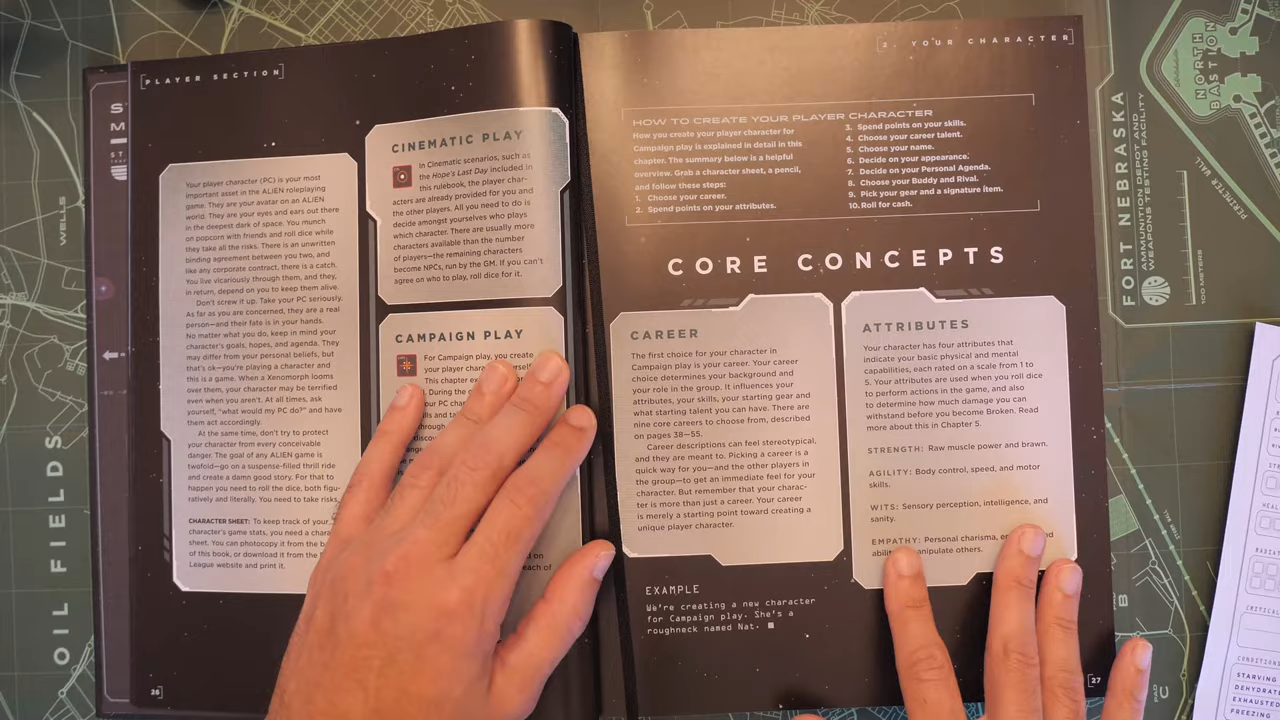 [PLAYER SECTION]
Your player character (PC) is your most
important asset in the ALIEN roleplaying
game. They are your avatar on an ALIEN
world. They are your eyes and ears out there
in the deepest dark of space. You munch
on popcorn with friends and roll dice while
they take all the risks. There is an unwritten
binding agreement between you two, and
like any corporate contract, there is a catch.
You live vicariously through them, and they,
in return, depend on you to keep them alive.
Don't screw it up. Take your PC seriously.
As far as you are concerned, they are a real
person—and their fate is in your hands.
No matter what you do, keep in mind your
character's goals, hopes, and agenda. They
may differ from your personal beliefs, but
that's ok—you're playing a character and
this is a game. When a Xenomorph looms
over them, your character may be terrified
even when you aren't. At all times, ask
yourself, "what would my PC do?" and have
them act accordingly.
At the same time, don't try to protect
your character from every conceivable
danger. The goal of any ALIEN game is
twofold—go on a suspense-filled thrill ride
and create a damn good story. For that to
happen you need to roll the dice, both figu-
ratively and literally. You need to take risks.
CHARACTER SHEET: To keep track of your
character's game stats, you need a chara
sheet. You can photocopy it from the b
of this book, or download it from the F
League website and print it.
26
CINEMATIC PLAY
In Cinematic scenarios, such as
the Hope's Last Day included in
this rulebook, the player char-
acters are already provided for you and
the other players. All you need to do is
decide amongst yourselves who plays
which character. There are usually more
characters available than the number
of players—the remaining characters
become NPCs, run by the GM. If you can't
agree on who to play, roll dice for it.
CAMPAIGN PLAY
For Campaign play, you create
your player chara rself
This chapter ex
. During the
ur PC char
ills and ta
hrough
disco
ange
d on
each of
[2. YOUR CHARACTER]
HOW TO CREATE YOUR PLAYER CHARACTER
How you create your player character for
Campaign play is explained in detail in this
chapter. The summary below is a helpful
overview. Grab a character sheet, a pencil,
and follow these steps:
1. Choose your career.
2. Spend points on your attributes.
3. Spend points on your skills.
4. Choose your career talent.
5. Choose your name.
6. Decide on your appearance.
7. Decide on your Personal Agenda.
8. Choose your Buddy and Rival.
9. Pick your gear and a signature item.
10. Roll for cash.
CORE CONCEPTS
CAREER
The first choice for your character in
Campaign play is your career. Your career
choice determines your background and
your role in the group. It influences your
attributes, your skills, your starting gear and
what starting talent you can have. There are
nine core careers to choose from, described
on pages 38—55.
Career descriptions can feel stereotypical,
and they are meant to. Picking a career is a
quick way for you—and the other players in
the group—to get an immediate feel for your
character. But remember that your charac-
ter is more than just a career. Your career
is merely a starting point toward creating a
unique player character.
EXAMPLE
We're creating a new character
for Campaign play. She's a
roughneck named Nat.
ATTRIBUTES
Your character has four attributes that
indicate your basic physical and mental
capabilities, each rated on a scale from 1 to
5. Your attributes are used when you roll dice
to perform actions in the game, and also
to determine how much damage you can
withstand before you become Broken. Read
more about this in Chapter 5.
STRENGTH: Raw muscle power and brawn.
AGILITY: Body control, speed, and motor
skills.
WITS: Sensory perception, intelligence, and
sanity.
EMPATHY: Personal charisma, e d
abili anipulate others.
27
WELLS
OIL FIELDS
NORTH
BASTION
PERIMETER WALL
FORT NEBRASKA
AMMUNITION DEPOT AND
WEAPONS TESTING FACILITY
100 METERS
PAD
C
B
HEAL
RADIAT
CRITICAL
CONDITIONS
STARVING
DEHYDRATE
EXHAUSTED
FREEZING